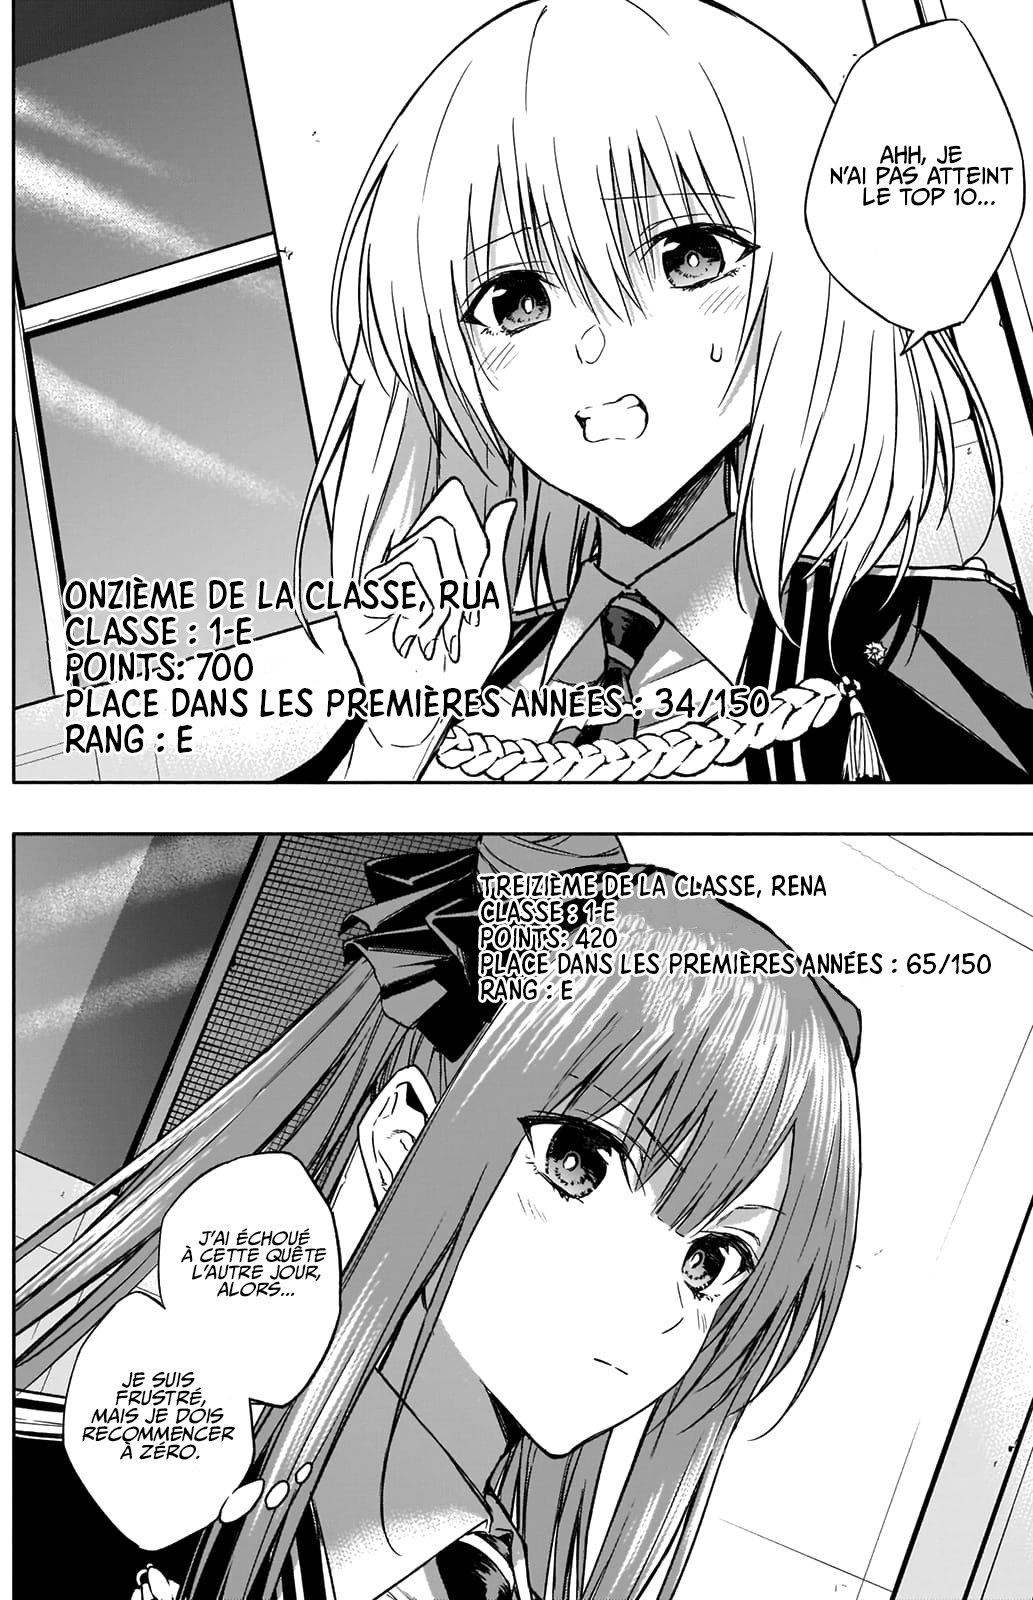 AHH, JE
N'AI PAS ATTEINT
LE TOP 10...
ONZIÈME DE LA CLASSE, RUA
CLASSE : 1-E
POINTS: 700
PLACE DANS LES PREMIÈRES ANNÉES : 34/150
RANG : E
TREIZIÈME DE LA CLASSE, RENA
CLASSE : 1-E
POINTS: 420
PLACE DANS LES PREMIÈRES ANNÉES : 65/150
RANG : E
J'AI ÉCHOUÉ
À CETTE QUÊTE
L'AUTRE JOUR,
ALORS...
JE SUIS
FRUSTRÉ,
MAIS JE DOIS
RECOMMENCER
À ZÉRO.